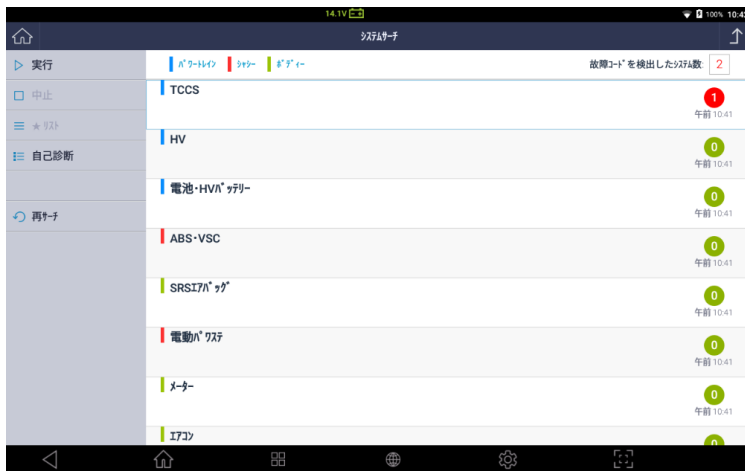 14.1V
100% 10:42
ｼｽﾃﾑｻｰﾁ
実行
中止
★ﾘｽﾄ
自己診断
再ｻｰﾁ
ﾊﾟﾜｰﾄﾚｲﾝ ｼｬｼｰ ﾎﾞﾃﾞｨｰ
故障ｺｰﾄﾞを検出したｼｽﾃﾑ数: 2
TCCS
1
午前 10:41
HV
0
午前 10:41
電池･HVﾊﾞｯﾃﾘｰ
0
午前 10:41
ABS･VSC
0
午前 10:41
SRSｴｱﾊﾞｯｸﾞ
0
午前 10:41
電動ﾊﾟﾜｽﾃ
0
午前 10:41
ﾒｰﾀｰ
0
午前 10:41
ｴｱｺﾝ
0